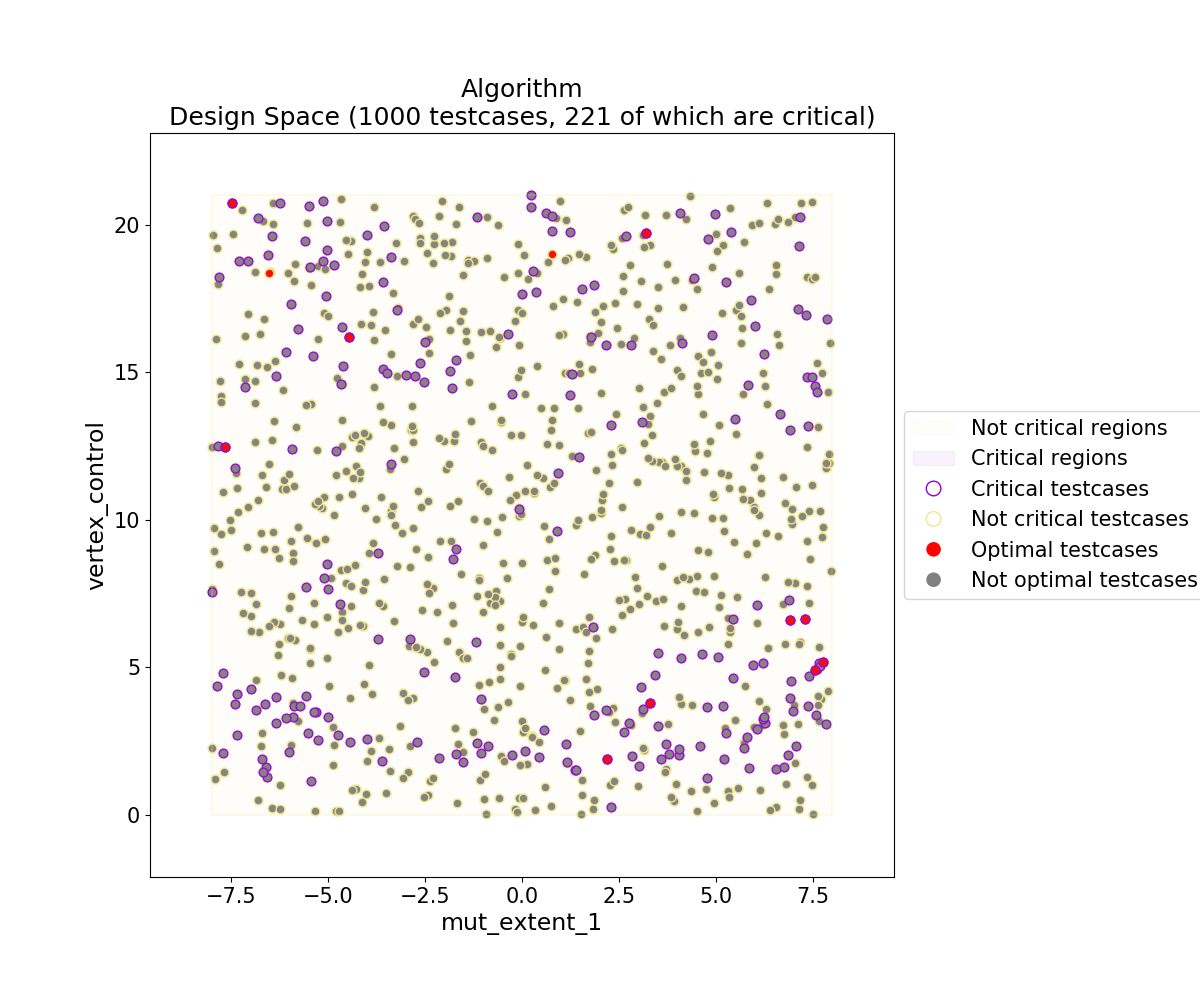 Algorithm
Design Space (1000 testcases, 221 of which are critical)
vertex_control
20
15
10
5
0
−7.5
−5.0
−2.5
0.0
2.5
5.0
7.5
mut_extent_1
Not critical regions
Critical regions
Critical testcases
Not critical testcases
Optimal testcases
Not optimal testcases